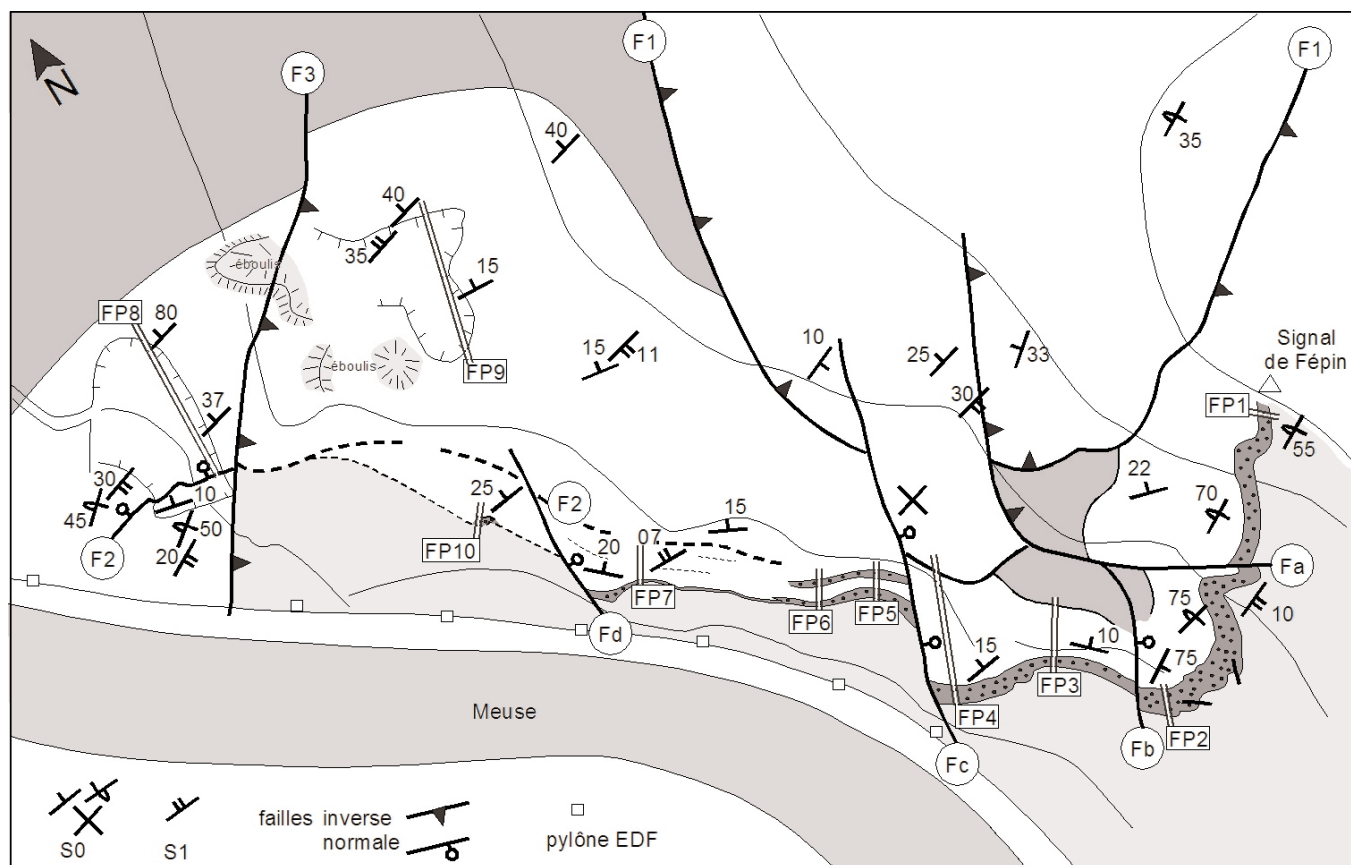 F1
F1
N
F3
40
35
40
35
15
éboulis
FP8
80
Signal
de Fépin
10
25
33
15
11
éboulis
FP9
30
FP1
37
55
22
70
30
10
25
F2
15
45
50
20
F2
FP10
07
20
Fa
75
10
FP7
FP6
FP5
Fd
15
10
75
FP3
FP4
FP2
Meuse
Fc
Fb
failles inverse
normale
pylône EDF
S0
S1